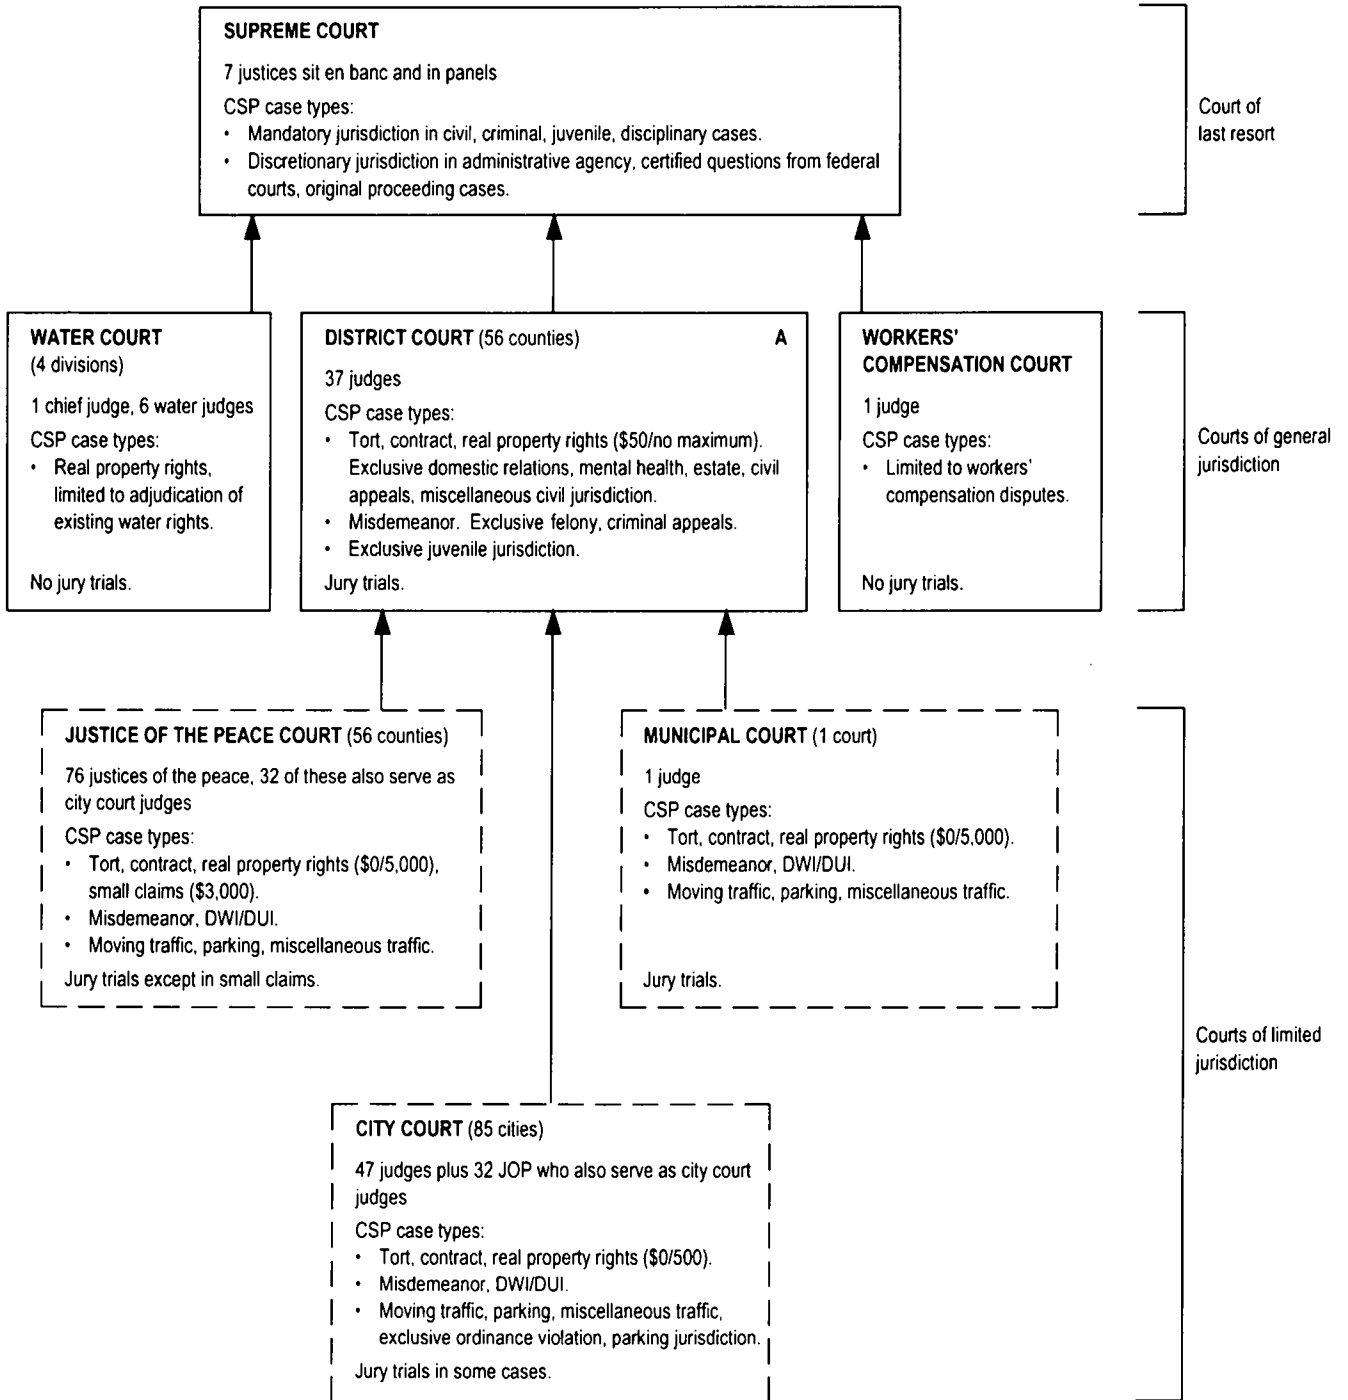 SUPREME COURT
7 justices sit en banc and in panels
CSP case types:
• Mandatory jurisdiction in civil, criminal, juvenile, disciplinary cases.
• Discretionary jurisdiction in administrative agency, certified questions from federal
courts, original proceeding cases.
Court of
last resort
WATER COURT
(4 divisions)
1 chief judge, 6 water judges
CSP case types:
• Real property rights,
limited to adjudication of
existing water rights.
No jury trials.
DISTRICT COURT (56 counties) A
37 judges
CSP case types:
• Tort, contract, real property rights ($50/no maximum).
Exclusive domestic relations, mental health, estate, civil
appeals, miscellaneous civil jurisdiction.
• Misdemeanor. Exclusive felony, criminal appeals.
• Exclusive juvenile jurisdiction.
Jury trials.
WORKERS'
COMPENSATION COURT
1 judge
CSP case types:
• Limited to workers'
compensation disputes.
No jury trials.
Courts of general
jurisdiction
JUSTICE OF THE PEACE COURT (56 counties)
76 justices of the peace, 32 of these also serve as
city court judges
CSP case types:
• Tort, contract, real property rights ($0/5,000),
small claims ($3,000).
• Misdemeanor, DWI/DUI.
• Moving traffic, parking, miscellaneous traffic.
Jury trials except in small claims.
MUNICIPAL COURT (1 court)
1 judge
CSP case types:
• Tort, contract, real property rights ($0/5,000).
• Misdemeanor, DWI/DUI.
• Moving traffic, parking, miscellaneous traffic.
Jury trials.
Courts of limited
jurisdiction
CITY COURT (85 cities)
47 judges plus 32 JOP who also serve as city court
judges
CSP case types:
• Tort, contract, real property rights ($0/500).
• Misdemeanor, DWI/DUI.
• Moving traffic, parking, miscellaneous traffic,
exclusive ordinance violation, parking jurisdiction.
Jury trials in some cases.